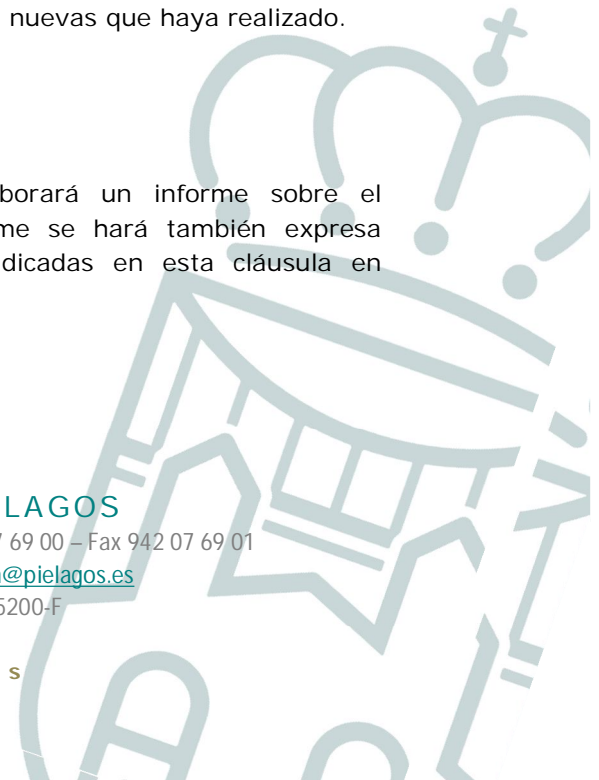 nuevas que haya realizado.
borará un informe sobre el
me se hará también expresa
dicadas en esta cláusula en
LAGOS
69 00 – Fax 942 07 69 01
@pielagos.es
5200-F
s